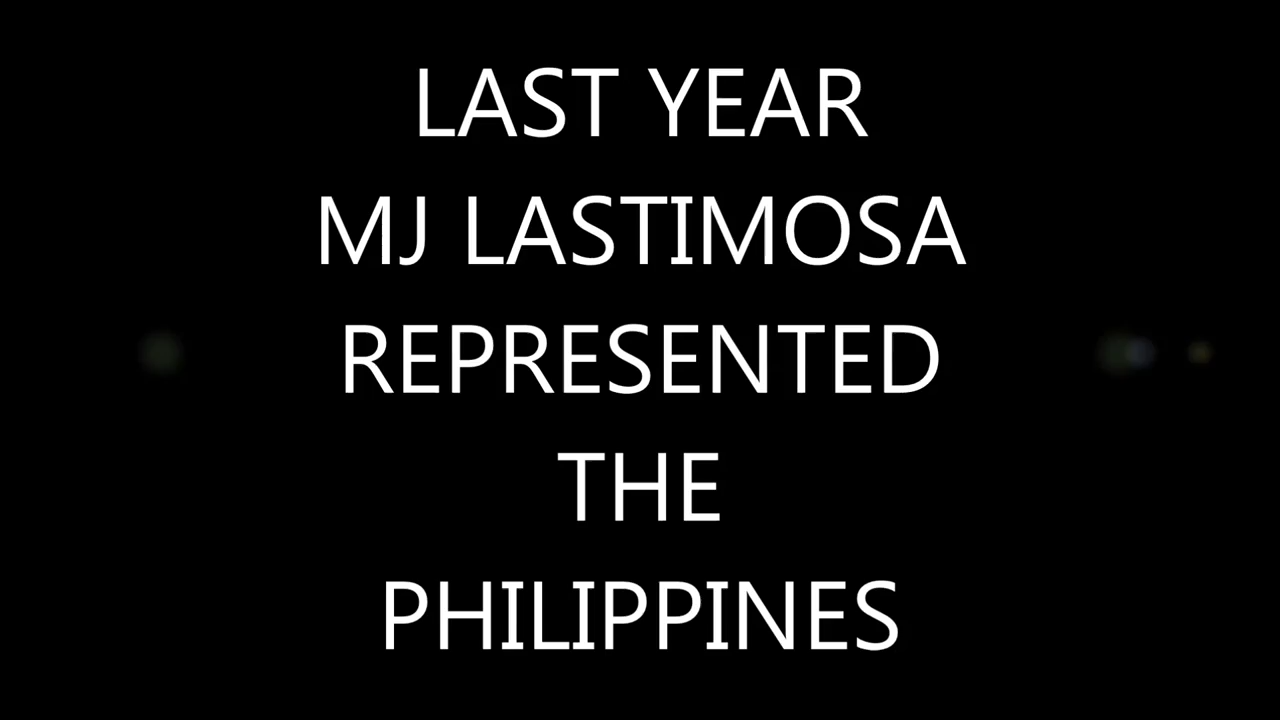 LAST YEAR
MJ LASTIMOSA
REPRESENTED
THE
PHILIPPINES